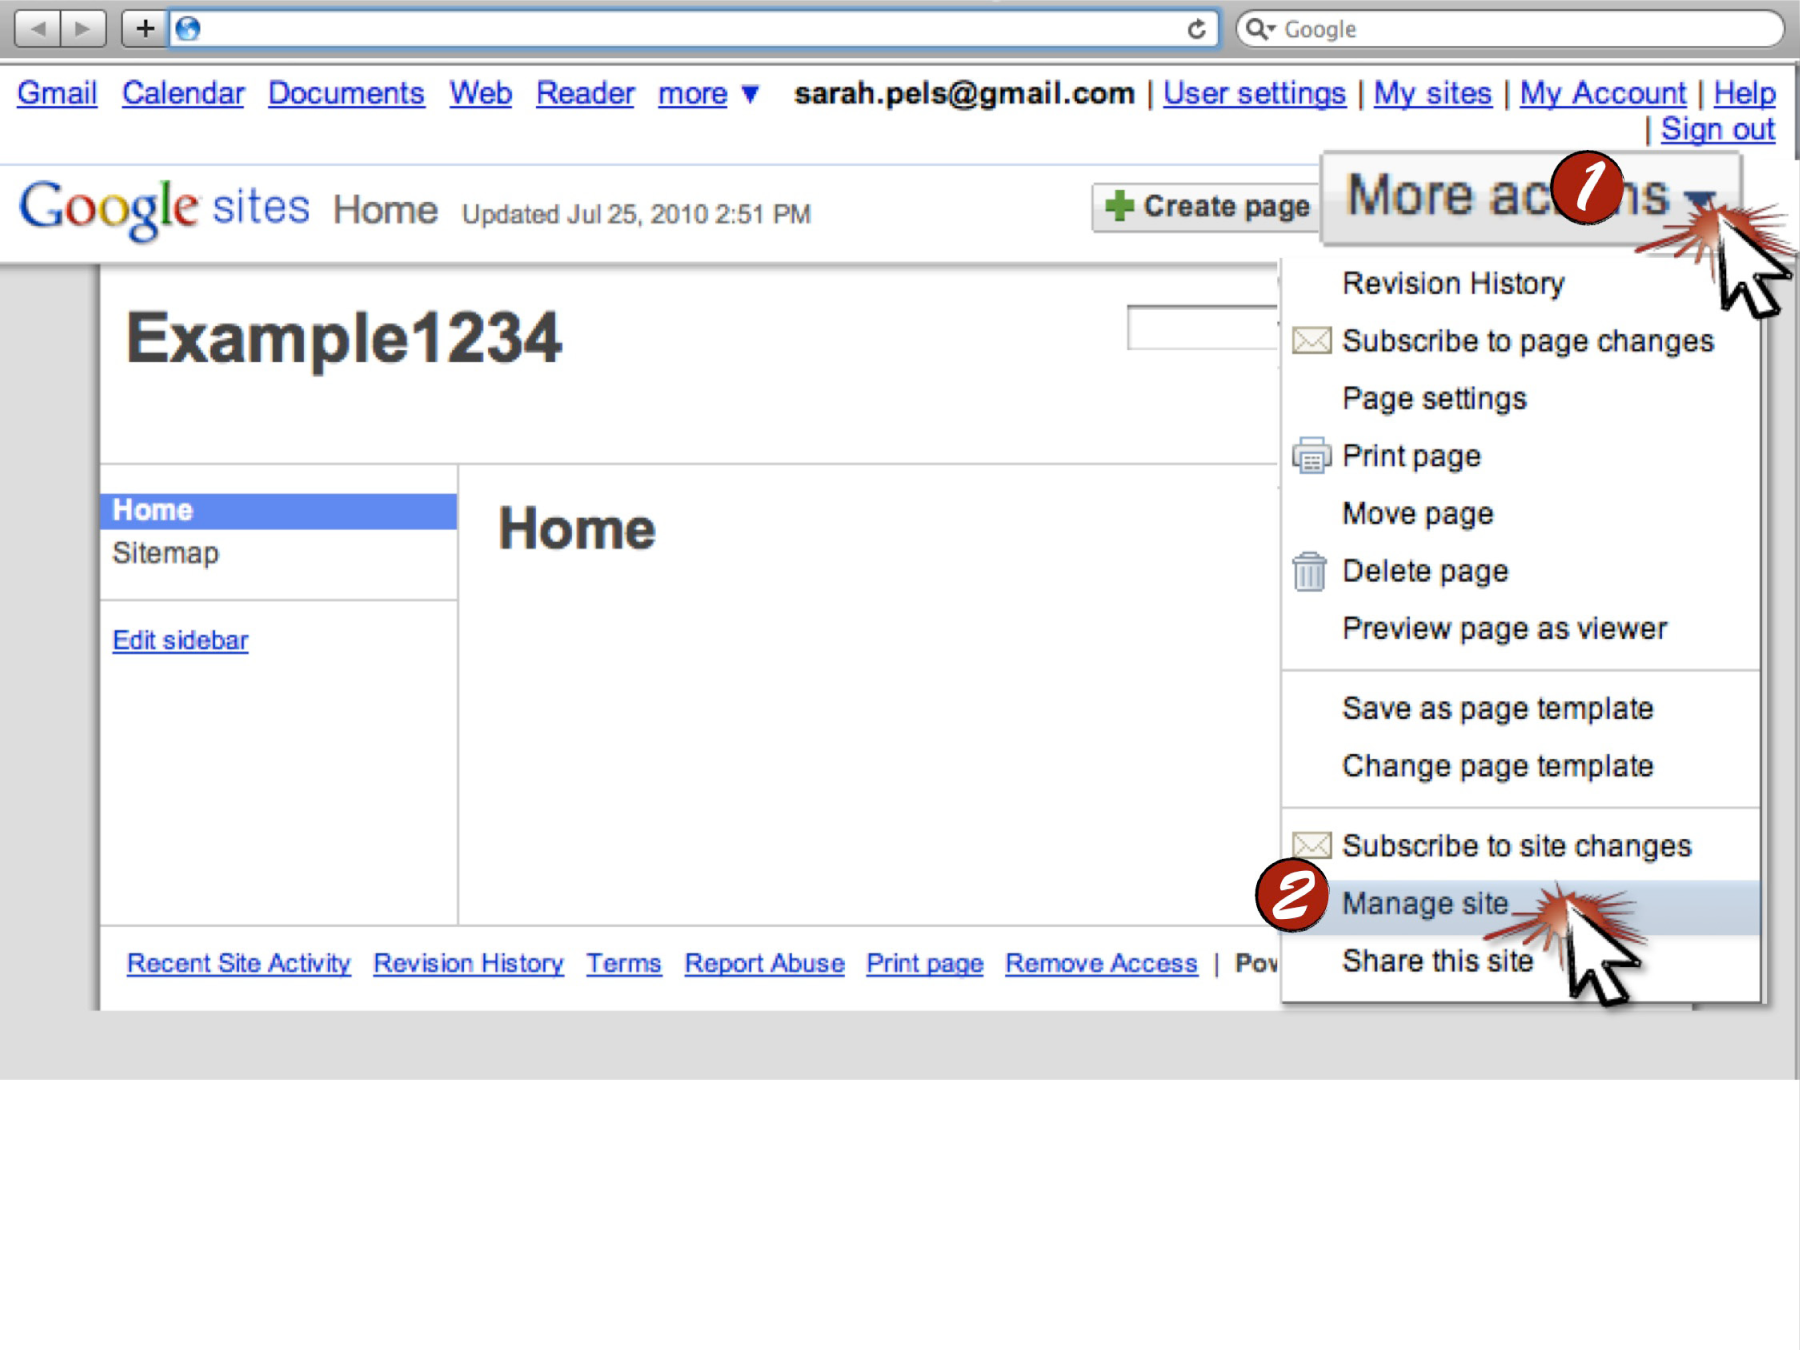 Google
Gmail Calendar Documents Web Reader more ▼ sarah.pels@gmail.com | User settings | My sites | My Account | Help
| Sign out
Google sites Home Updated Jul 25, 2010 2:51 PM Create page More ac ns
1
Revision History
Example1234
Subscribe to page changes
Page settings
Print page
Move page
Home
Home
Sitemap
Delete page
Edit sidebar
Preview page as viewer
Save as page template
Change page template
Subscribe to site changes
2 Manage site
Share this site
Recent Site Activity Revision History Terms Report Abuse Print page Remove Access | Pow